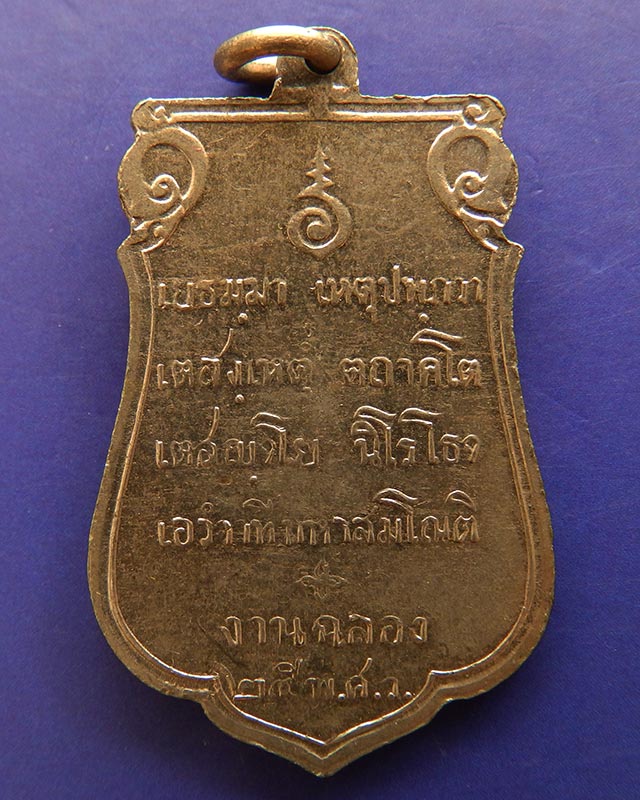 เยธมฺมา เหตุปฺปภวา
เตสํเหตุ ตถาคโต
เตสญฺจโย นิโรโธจ
เอวํวาที มหาสมโณติ
งานฉลอง
๒๕ พ.ศ.ว.